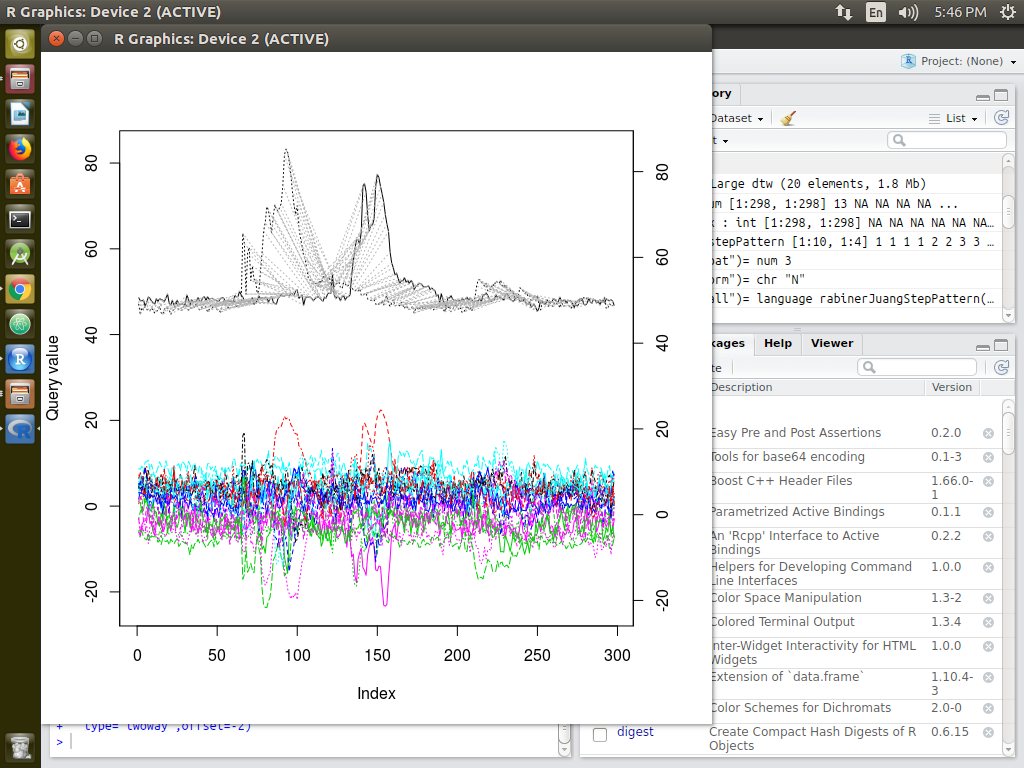 R Graphics: Device 2 (ACTIVE)
En
5:46 PM
R Graphics: Device 2 (ACTIVE)
Project: (None)
ory
Dataset
List
Large dtw (20 elements, 1.8 Mb)
um [1:298, 1:298] 13 NA NA NA NA ...
x : int [1:298, 1:298] NA NA NA NA NA NA…
stepPattern [1:10, 1:4] 1 1 1 1 2 2 3 3 …
pat")= num 3
orm")= chr "N"
all")= language rabinerJuangStepPattern(…
kages
Help
Viewer
te
Description
Version
Easy Pre and Post Assertions
0.2.0
Tools for base64 encoding
0.1-3
Boost C++ Header Files
1.66.0-
1
Parametrized Active Bindings
0.1.1
An 'Rcpp' Interface to Active
Bindings
0.2.2
Helpers for Developing Command
Line Interfaces
1.0.0
Color Space Manipulation
1.3-2
Colored Terminal Output
1.3.4
Inter-Widget Interactivity for HTML
Widgets
1.0.0
Extension of `data.frame`
1.10.4-
3
Color Schemes for Dichromats
2.0-0
digest
Create Compact Hash Digests of R
Objects
0.6.15
Query value
80
60
40
20
0
-20
80
60
40
20
0
-20
0
50
100
150
200
250
300
Index
+ type="twoway",offset=-2)
>